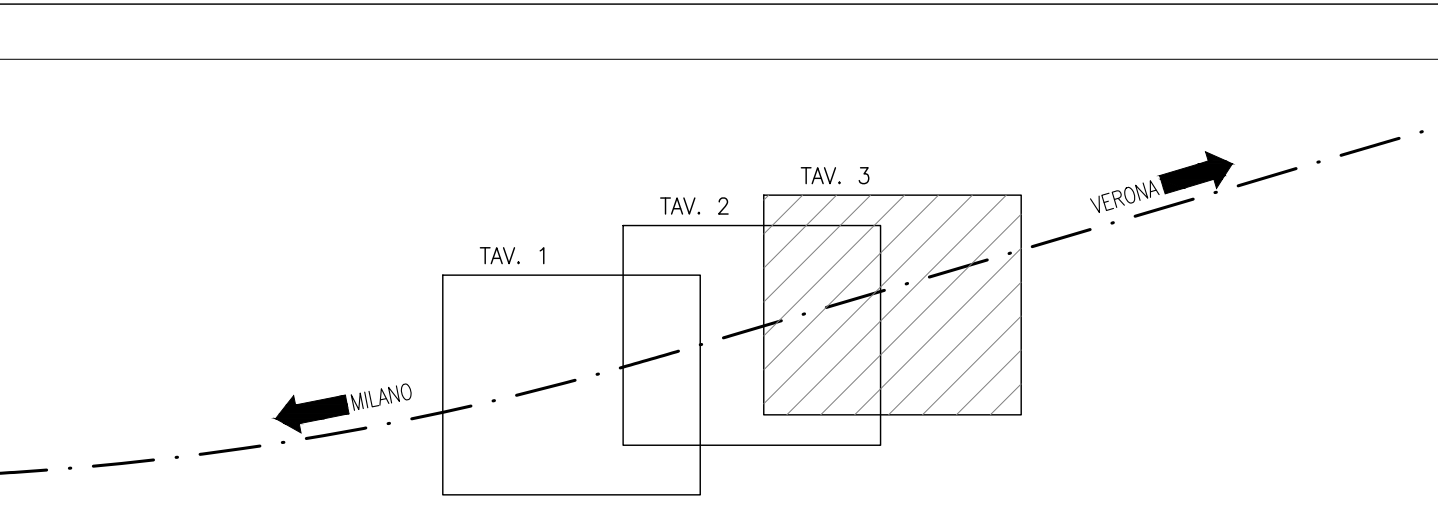 TAV. 3
TAV. 2
TAV. 1
VERONA
MILANO